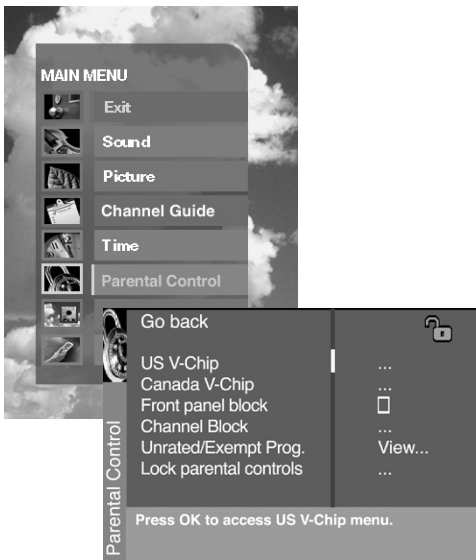 MAIN MENU
Exit
Sound
Picture
Channel Guide
Time
Parental Control
Go back
US V-Chip ...
Canada V-Chip ...
Front panel block
Channel Block ...
Unrated/Exempt Prog. View...
Lock parental controls ...
Parental Control
Press OK to access US V-Chip menu.